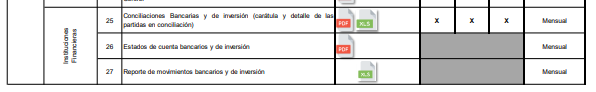 Instituciones
Financieras
25
Conciliaciones Bancarias y de inversión (carátula y detalle de las
partidas en conciliación)
PDF
XLS
X
X
X
Mensual
26
Estados de cuenta bancarios y de inversión
PDF
Mensual
27
Reporte de movimientos bancarios y de inversión
XLS
Mensual